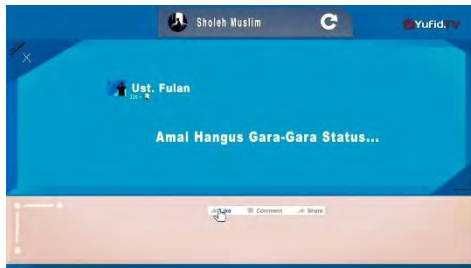 Sholeh Muslim
YUFID.TV
Ust. Fulan
Amal Hangus Gara-Gara Status...
Like Comment Share